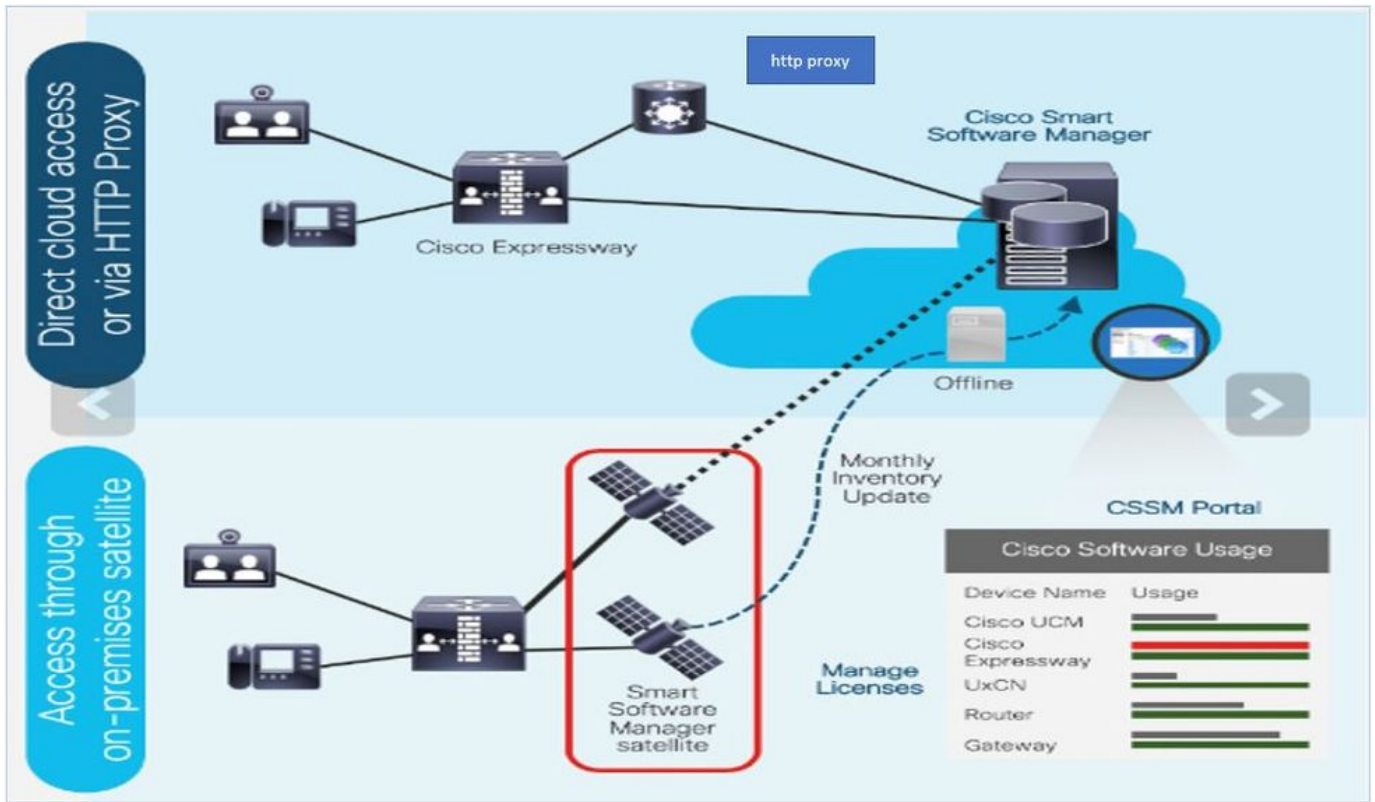 Direct cloud access
or via HTTP Proxy
http proxy
Cisco Smart
Software Manager
Cisco Expressway
Offline
Access through
on-premises satellite
Monthly
Inventory
Update
Smart
Software
Manager
satellite
Manage
Licenses
CSSM Portal
Cisco Software Usage
Device Name Usage
Cisco UCM
Cisco
Expressway
UxCN
Router
Gateway